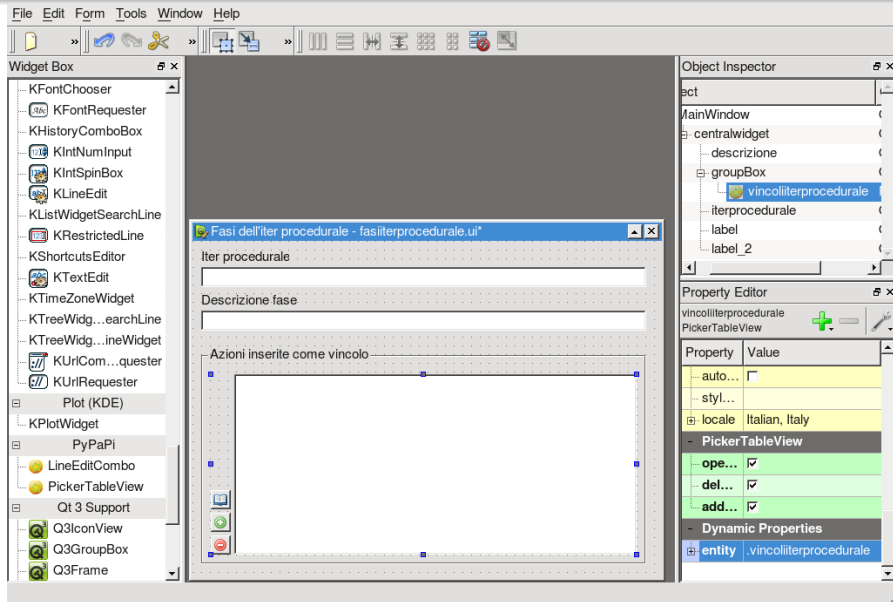 File Edit Form Tools Window Help
» » »
Widget Box
KFontChooser
Abc KFontRequester
KHistoryComboBox
KIntNumInput
KIntSpinBox
KLineEdit
KListWidgetSearchLine
KRestrictedLine
KShortcutsEditor
KTextEdit
KTimeZoneWidget
KTreeWidg...earchLine
KTreeWidg...ineWidget
KUrlCom...quester
KUrlRequester
Plot (KDE)
KPlotWidget
PyPaPi
LineEditCombo
PickerTableView
Qt 3 Support
Q3IconView
Q3GroupBox
Q3Frame
Fasi dell'iter procedurale - fasiiterprocedurale.ui*
Iter procedurale
Descrizione fase
Azioni inserite come vincolo
Object Inspector
ect
MainWindow
centralwidget
descrizione
groupBox
vincoliiterprocedurale
iterprocedurale
label
label_2
Property Editor
vincoliiterprocedurale
PickerTableView
Property Value
auto...
styl...
locale Italian, Italy
PickerTableView
ope...
del...
add...
Dynamic Properties
entity .vincoliiterprocedurale